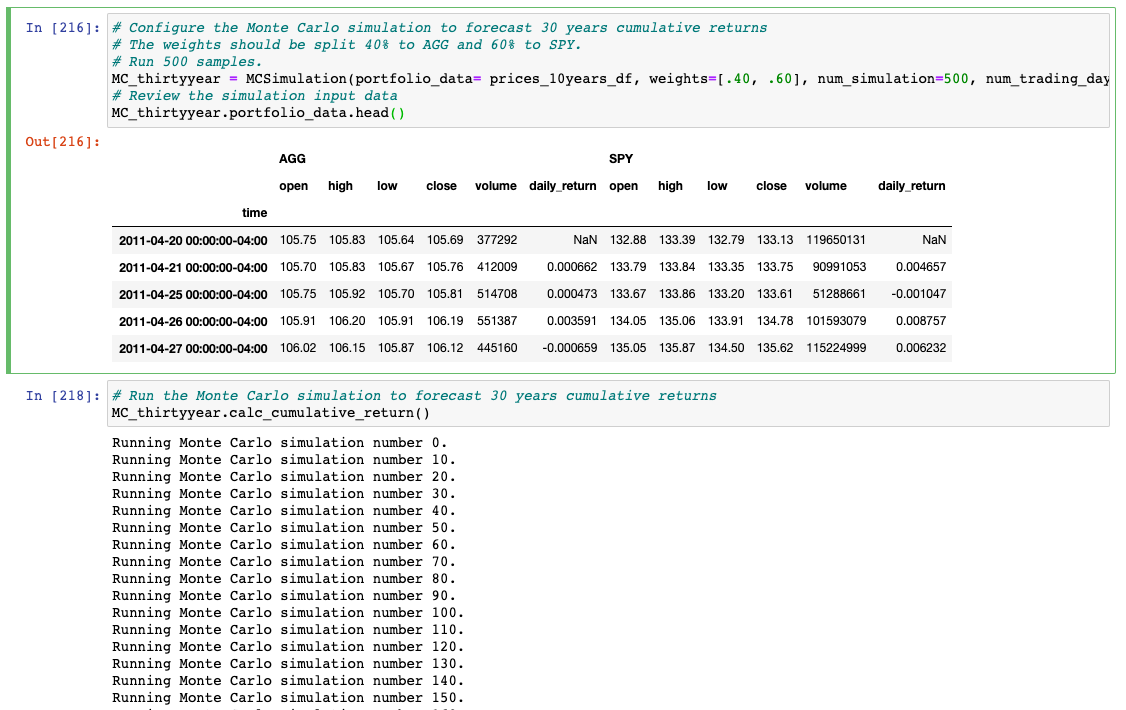 In [216]: # Configure the Monte Carlo simulation to forecast 30 years cumulative returns
# The weights should be split 40% to AGG and 60% to SPY.
# Run 500 samples.
MC_thirtyyear = MCSimulation(portfolio_data= prices_10years_df, weights=[.40, .60], num_simulation=500, num_trading_day
# Review the simulation input data
MC_thirtyyear.portfolio_data.head()
Out[216]:
AGG SPY
open high low close volume daily_return open high low close volume daily_return
time
2011-04-20 00:00:00-04:00 105.75 105.83 105.64 105.69 377292 NaN 132.88 133.39 132.79 133.13 119650131 NaN
2011-04-21 00:00:00-04:00 105.70 105.83 105.67 105.76 412009 0.000662 133.79 133.84 133.35 133.75 90991053 0.004657
2011-04-25 00:00:00-04:00 105.75 105.92 105.70 105.81 514708 0.000473 133.67 133.86 133.20 133.61 51288661 -0.001047
2011-04-26 00:00:00-04:00 105.91 106.20 105.91 106.19 551387 0.003591 134.05 135.06 133.91 134.78 101593079 0.008757
2011-04-27 00:00:00-04:00 106.02 106.15 105.87 106.12 445160 -0.000659 135.05 135.87 134.50 135.62 115224999 0.006232
In [218]: # Run the Monte Carlo simulation to forecast 30 years cumulative returns
MC_thirtyyear.calc_cumulative_return()
Running Monte Carlo simulation number 0.
Running Monte Carlo simulation number 10.
Running Monte Carlo simulation number 20.
Running Monte Carlo simulation number 30.
Running Monte Carlo simulation number 40.
Running Monte Carlo simulation number 50.
Running Monte Carlo simulation number 60.
Running Monte Carlo simulation number 70.
Running Monte Carlo simulation number 80.
Running Monte Carlo simulation number 90.
Running Monte Carlo simulation number 100.
Running Monte Carlo simulation number 110.
Running Monte Carlo simulation number 120.
Running Monte Carlo simulation number 130.
Running Monte Carlo simulation number 140.
Running Monte Carlo simulation number 150.